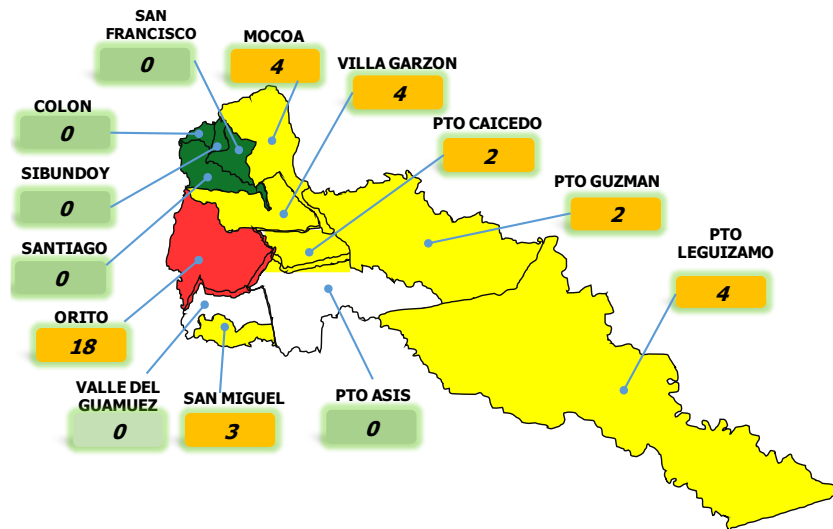 SAN
FRANCISCO
0
MOCOA
4
VILLA GARZON
4
COLON
0
PTO CAICEDO
2
SIBUNDOY
0
PTO GUZMAN
2
PTO
LEGUIZAMO
4
SANTIAGO
0
ORITO
18
VALLE DEL
GUAMUEZ
0
SAN MIGUEL
3
PTO ASIS
0